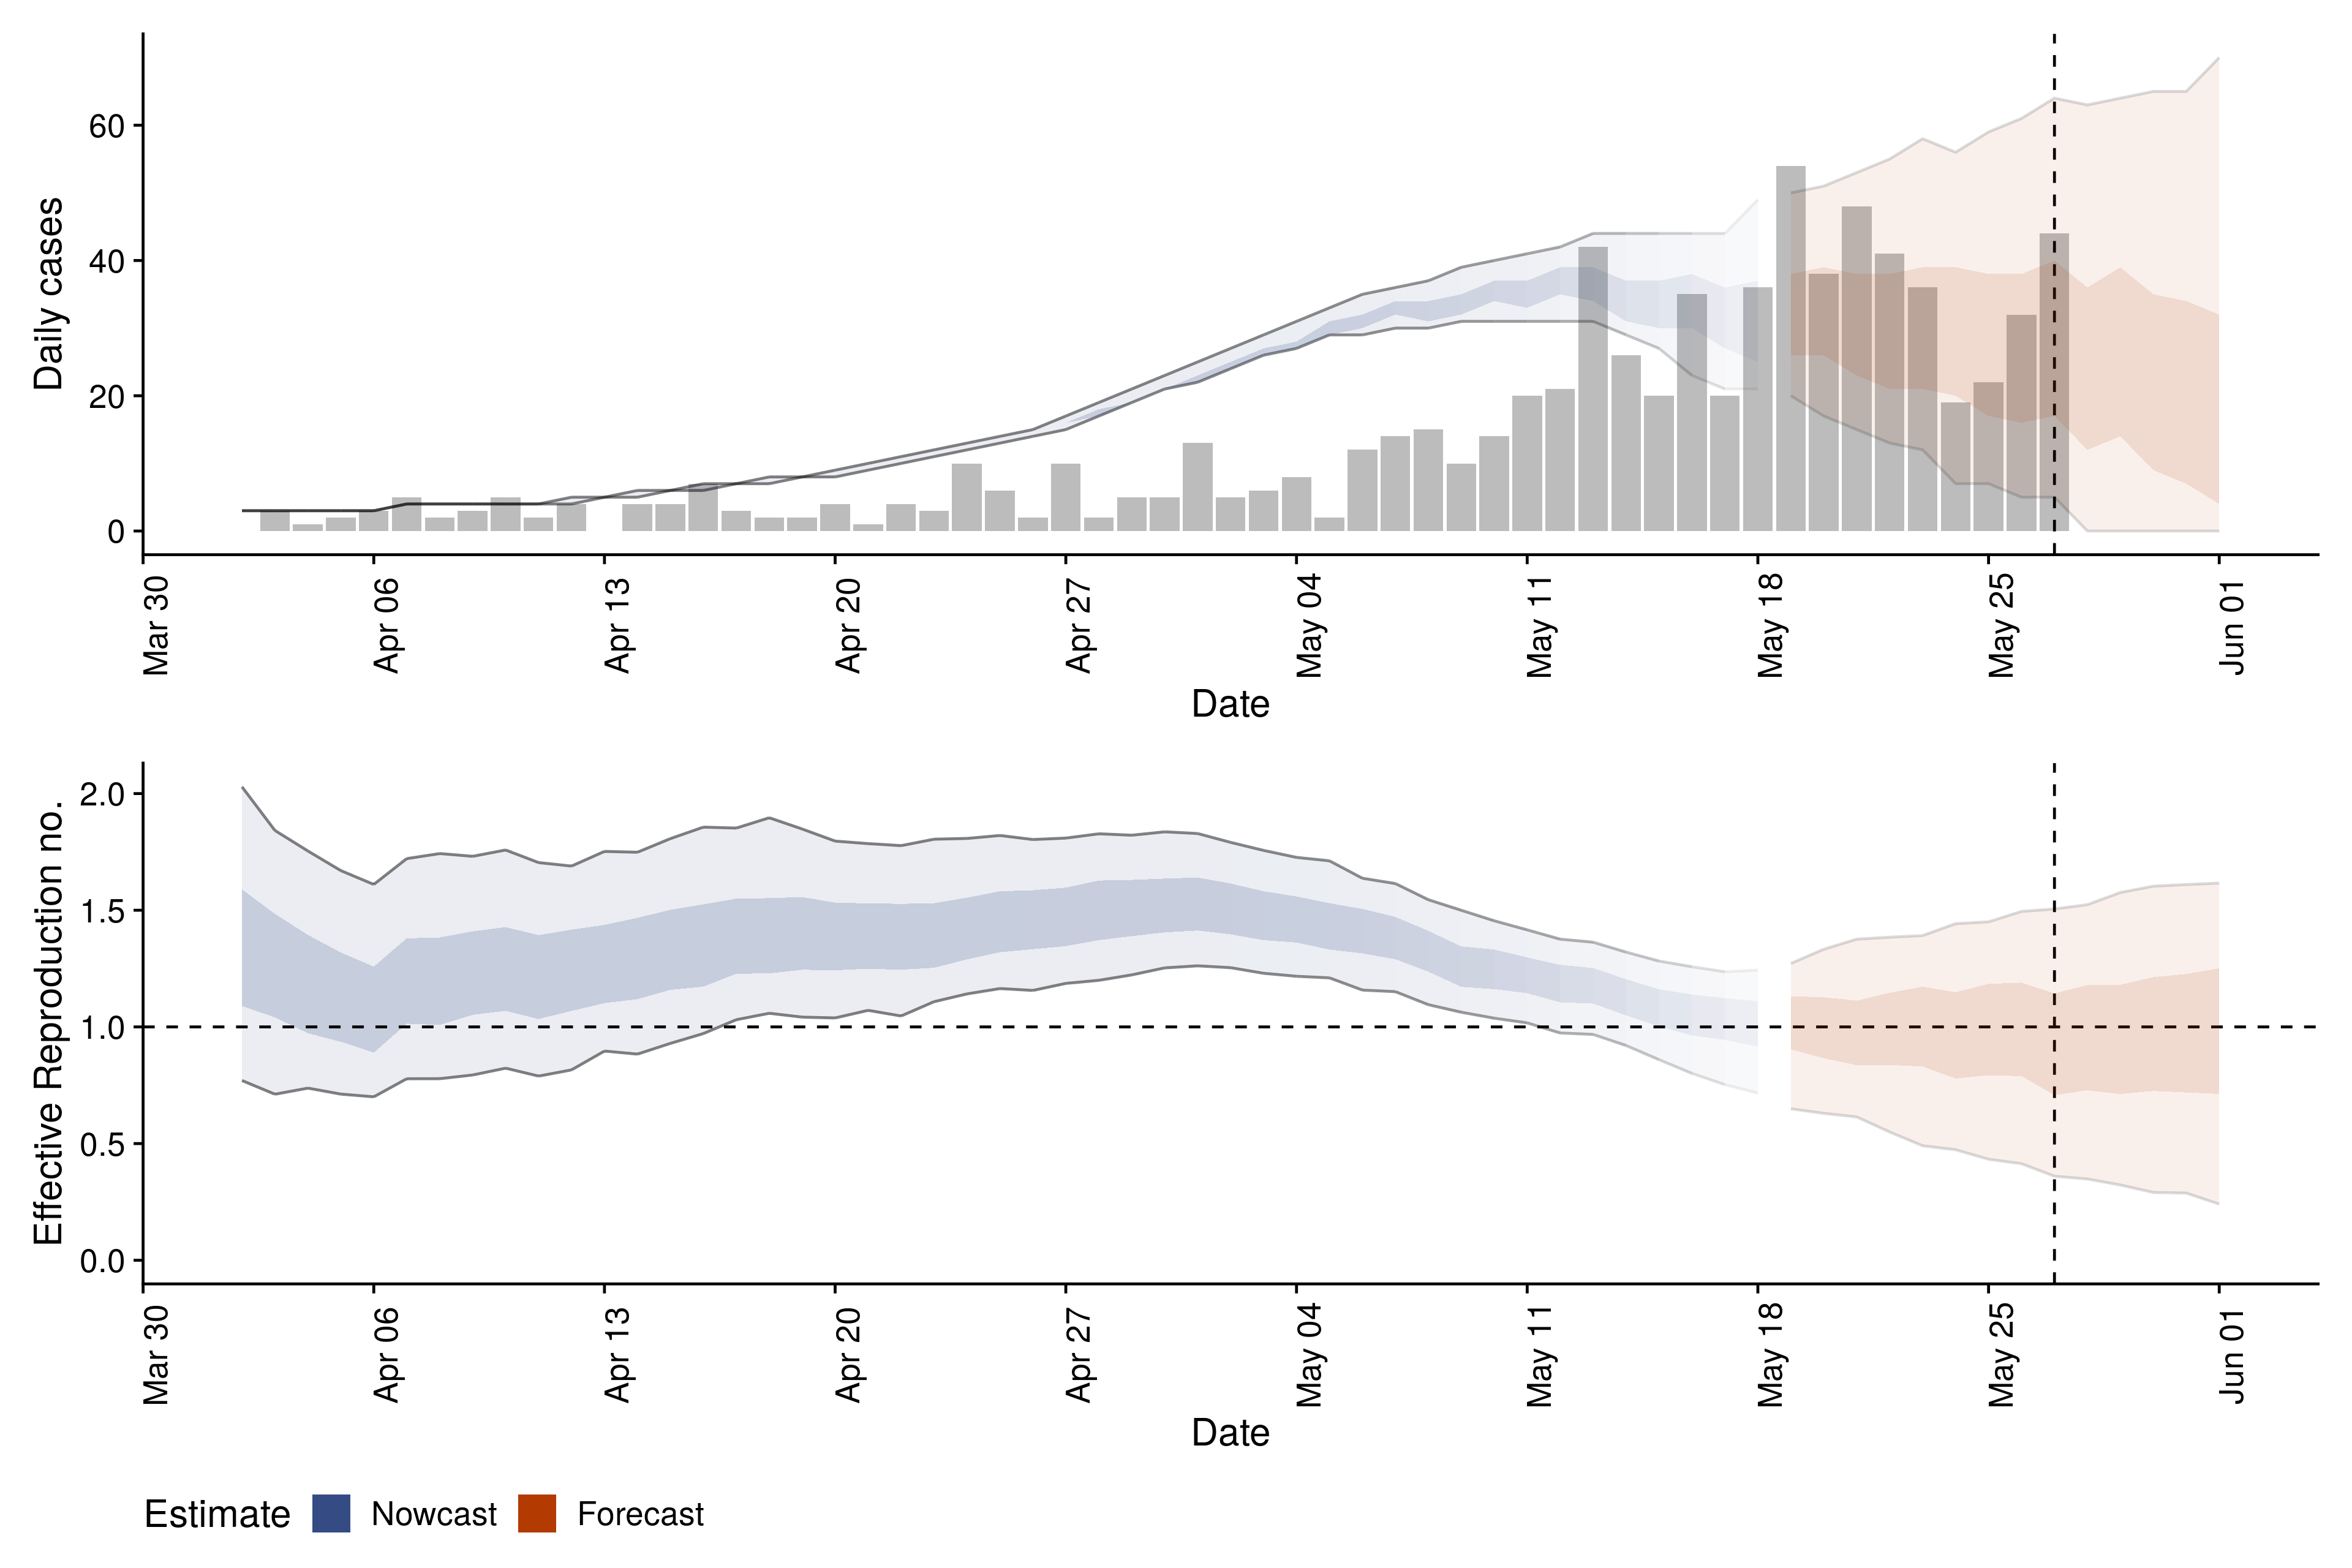 Daily cases
60
40
20
0
Mar 30
Apr 06
Apr 13
Apr 20
Apr 27
May 04
May 11
May 18
May 25
Jun 01
Date
Effective Reproduction no.
2.0
1.5
1.0
0.5
0.0
Mar 30
Apr 06
Apr 13
Apr 20
Apr 27
May 04
May 11
May 18
May 25
Jun 01
Date
Estimate Nowcast Forecast